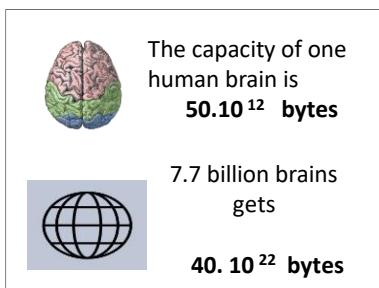 The capacity of one
human brain is
50.10 ¹² bytes
7.7 billion brains
gets
40. 10 ²² bytes